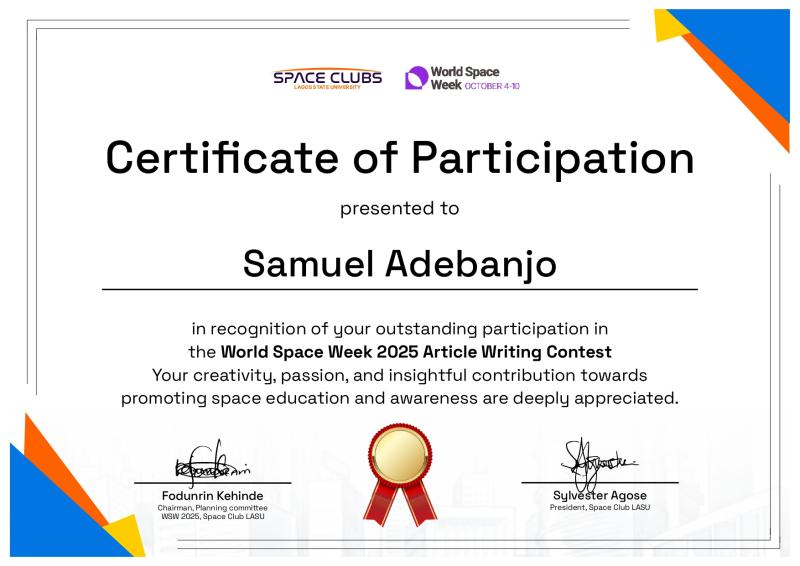 SPACE CLUBS
LAGOS STATE UNIVERSITY
World Space
Week OCTOBER 4-10
Certificate of Participation
presented to
Samuel Adebanjo
in recognition of your outstanding participation in
the World Space Week 2025 Article Writing Contest
Your creativity, passion, and insightful contribution towards
promoting space education and awareness are deeply appreciated.
Fodunrin Kehinde
Chairman, Planning committee
WSW 2025, Space Club LASU
Sylvester Agose
President, Space Club LASU